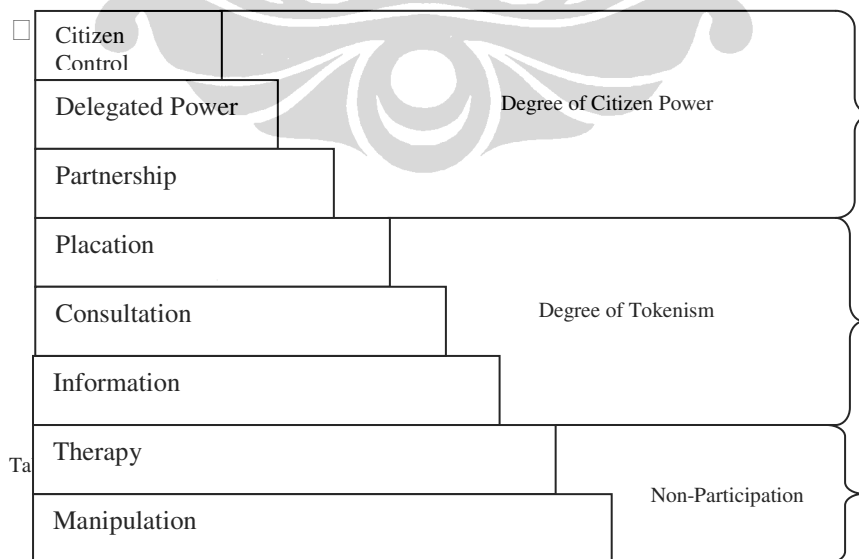 Citizen
Control
Delegated Power
Degree of Citizen Power
Partnership
Placation
Consultation
Degree of Tokenism
Information
Therapy
Ta
Non-Participation
Manipulation